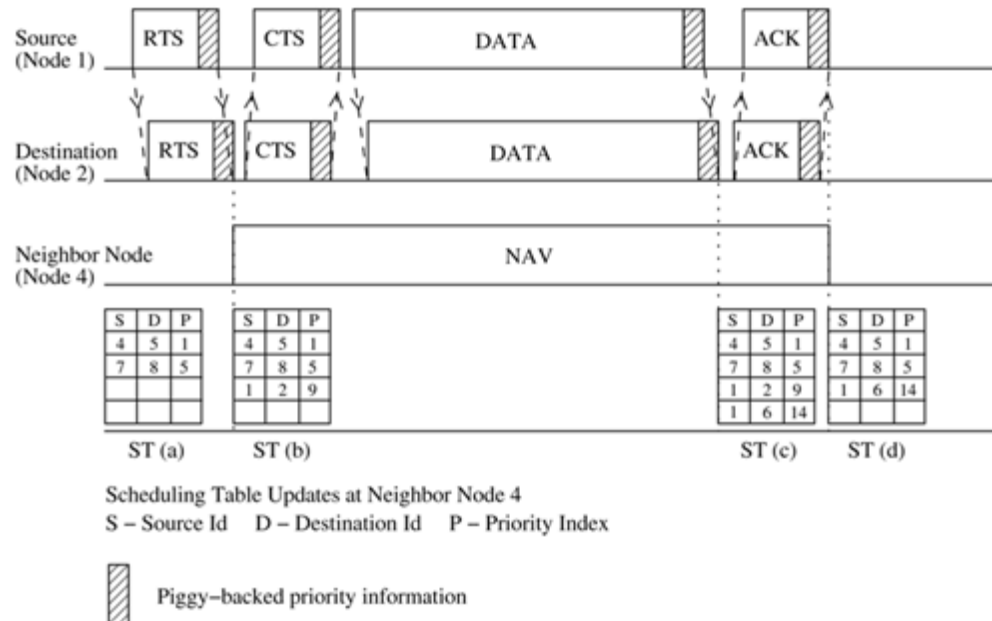 Source
(Node 1)
RTS
CTS
DATA
ACK
Destination
(Node 2)
RTS
CTS
DATA
ACK
Neighbor Node
(Node 4)
NAV
S D P
4 5 1
7 8 5
S D P
4 5 1
7 8 5
1 2 9
S D P
4 5 1
7 8 5
1 2 9
1 6 14
S D P
4 5 1
7 8 5
1 6 14
ST (a)
ST (b)
ST (c)
ST (d)
Scheduling Table Updates at Neighbor Node 4
S – Source Id D – Destination Id P – Priority Index
Piggy–backed priority information